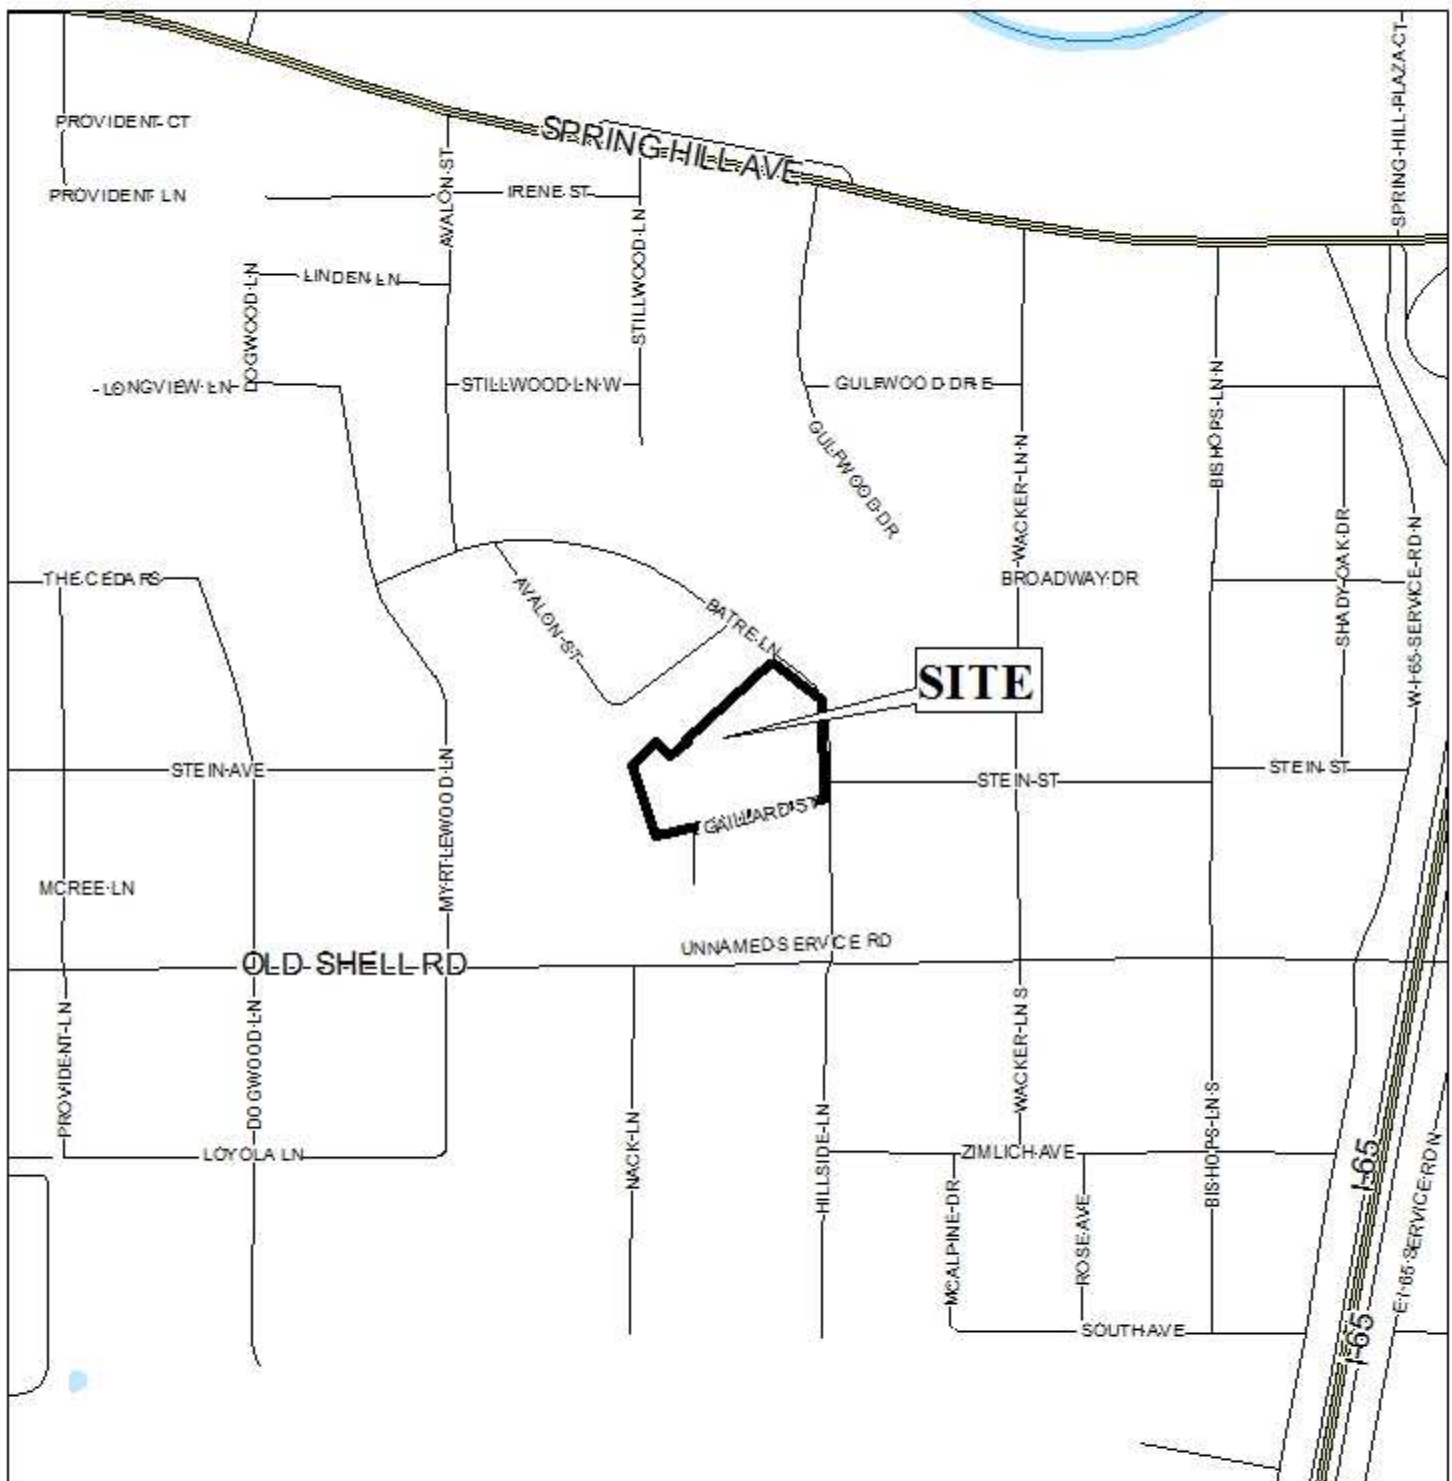 SPRING HILL PLAZA CT
PROVIDENT CT
SPRING HILL AVE
AVALON ST
PROVIDENT LN
IRENE ST
STILLWOOD LN
LINDEN LN
DOGWOOD LN
LONGVIEW LN
STILLWOOD LN W
GULFWOOD DR E
GULFWOOD DR
WACKER LN N
BISHOPS LN N
SHADY OAK DR
W I-65 SERVICE RD N
THE CEDARS
AVALON ST
BATRE LN
BROADWAY DR
SITE
STEIN AVE
MYRTLEWOOD LN
STEIN ST
STEIN ST
GAILLARD ST
MCREE LN
UNNAMED SERVICE RD
OLD SHELL RD
PROVIDENT LN
DOGWOOD LN
WACKER LN S
LOYOLA LN
NACK LN
HILLSIDE LN
ZIMLICH AVE
BISHOPS LN S
MCALPINE DR
ROSE AVE
I-65
E I-65 SERVICE RD N
SOUTH AVE
I-65